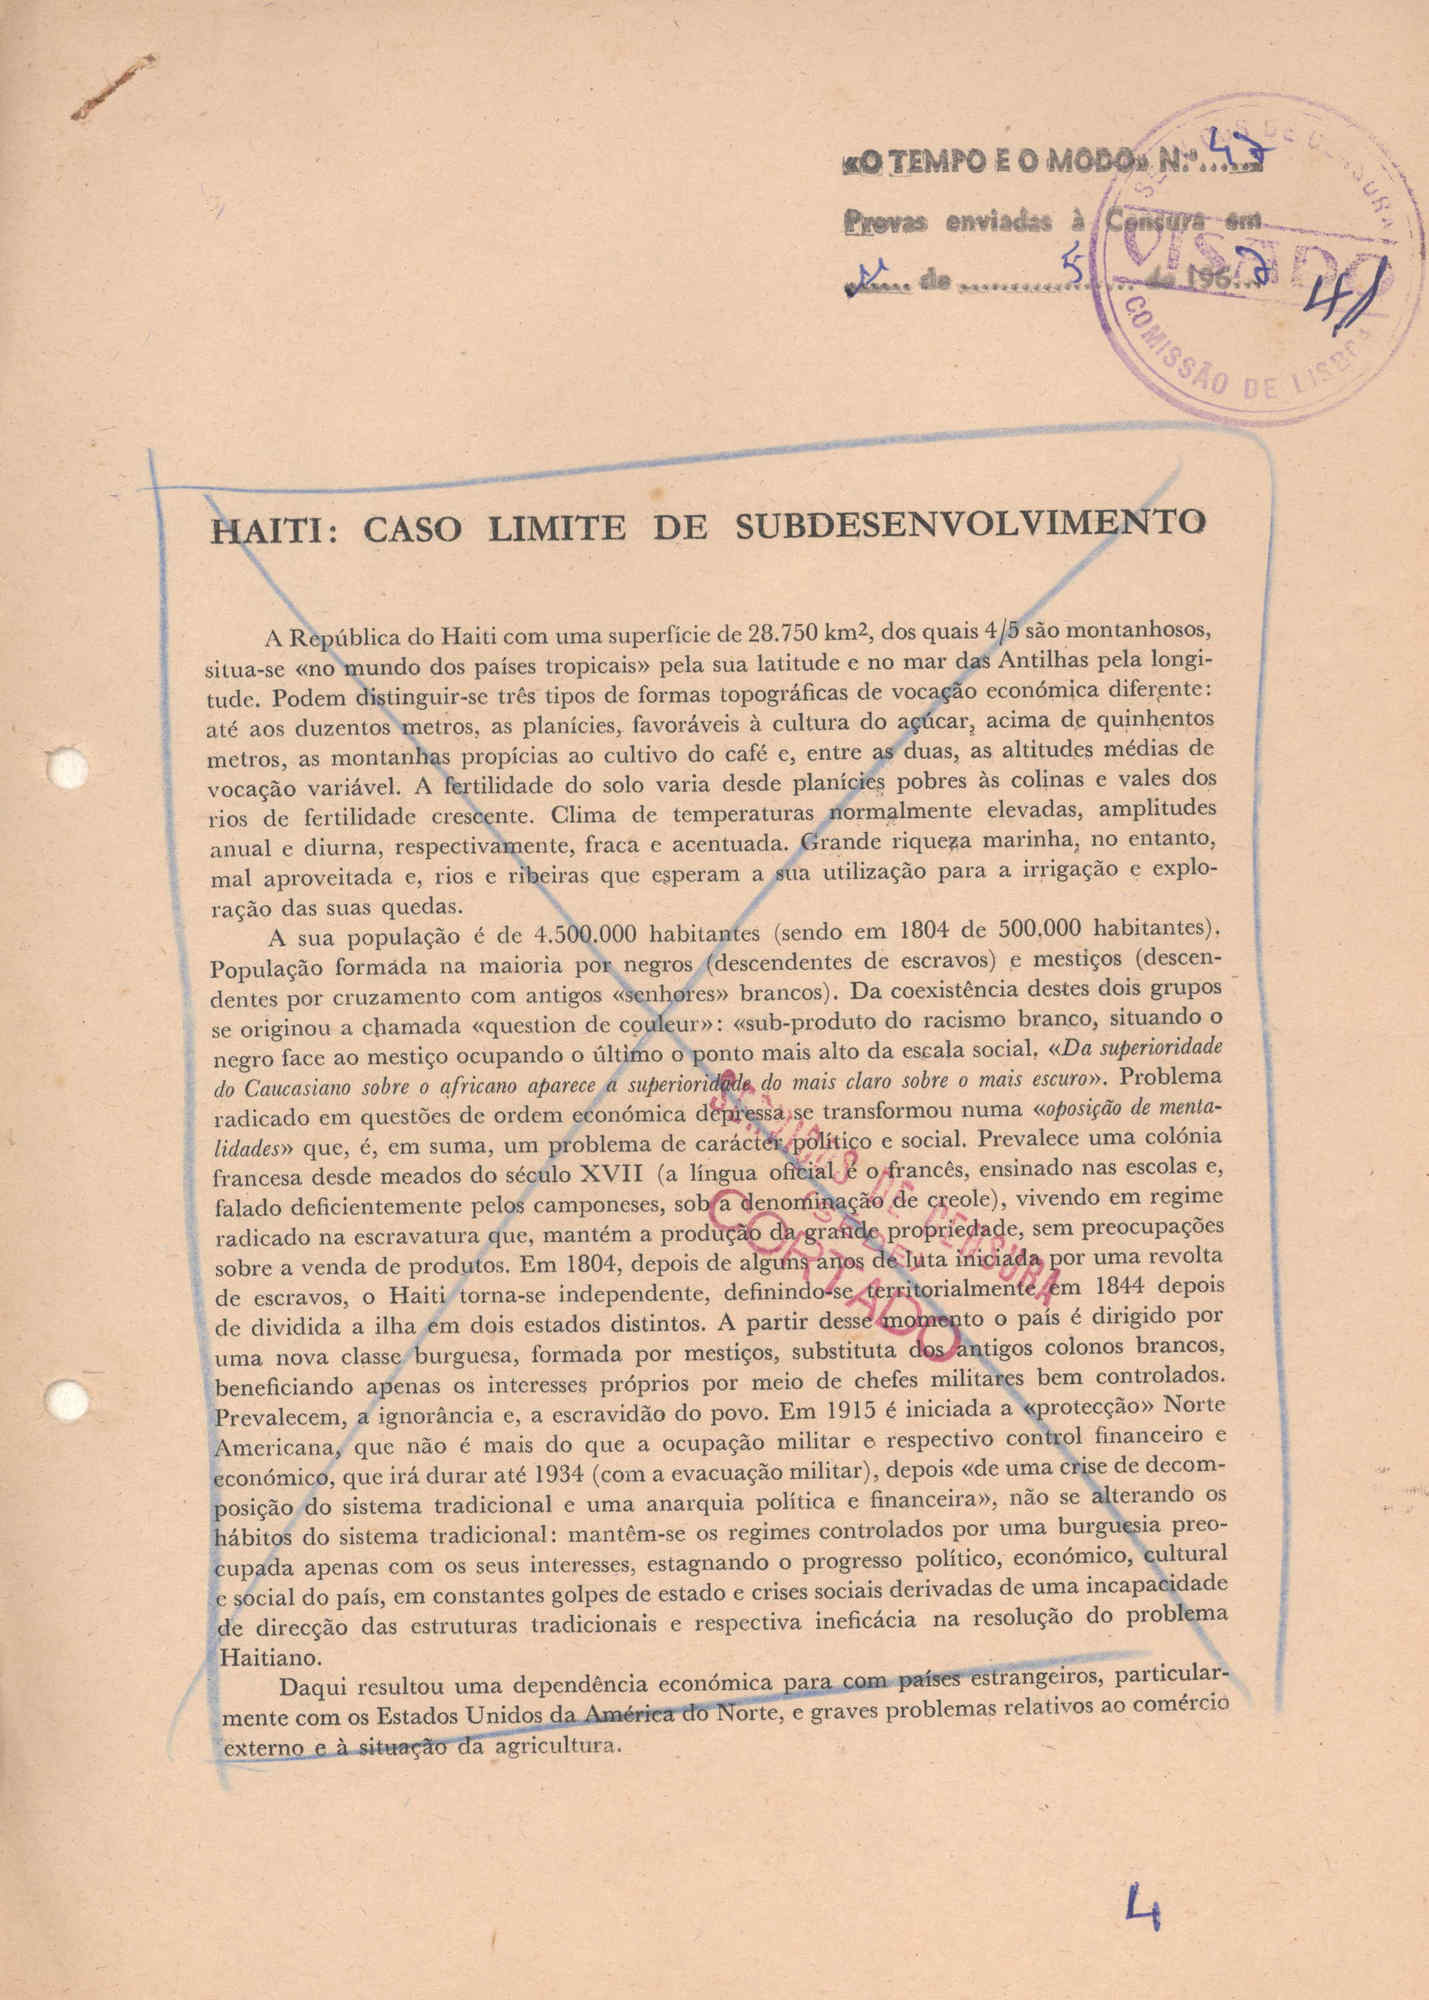 «O TEMPO E O MODO» N.º 47
Provas enviadas à Censura em
de 5 de 1967
SERVIÇOS DE CENSURA
VISADO
COMISSÃO DE LISBOA
41
HAITI: CASO LIMITE DE SUBDESENVOLVIMENTO
A República do Haiti com uma superfície de 28.750 km², dos quais 4/5 são montanhosos,
situa-se «no mundo dos países tropicais» pela sua latitude e no mar das Antilhas pela longi-
tude. Podem distinguir-se três tipos de formas topográficas de vocação económica diferente:
até aos duzentos metros, as planícies, favoráveis à cultura do açúcar, acima de quinhentos
metros, as montanhas propícias ao cultivo do café e, entre as duas, as altitudes médias de
vocação variável. A fertilidade do solo varia desde planícies pobres às colinas e vales dos
rios de fertilidade crescente. Clima de temperaturas normalmente elevadas, amplitudes
anual e diurna, respectivamente, fraca e acentuada. Grande riqueza marinha, no entanto,
mal aproveitada e, rios e ribeiras que esperam a sua utilização para a irrigação e explo-
ração das suas quedas.
A sua população é de 4.500.000 habitantes (sendo em 1804 de 500.000 habitantes).
População formada na maioria por negros (descendentes de escravos) e mestiços (descen-
dentes por cruzamento com antigos «senhores» brancos). Da coexistência destes dois grupos
se originou a chamada «question de couleur»: «sub-produto do racismo branco, situando o
negro face ao mestiço ocupando o último o ponto mais alto da escala social. «Da superioridade
do Caucasiano sobre o africano aparece a superioridade do mais claro sobre o mais escuro». Problema
radicado em questões de ordem económica depressa se transformou numa «oposição de menta-
lidades» que, é, em suma, um problema de carácter político e social. Prevalece uma colónia
francesa desde meados do século XVII (a língua oficial é o francês, ensinado nas escolas e,
falado deficientemente pelos camponeses, sob a denominação de creole), vivendo em regime
radicado na escravatura que, mantém a produção da grande propriedade, sem preocupações
sobre a venda de produtos. Em 1804, depois de alguns anos de luta iniciada por uma revolta
de escravos, o Haiti torna-se independente, definindo-se territorialmente em 1844 depois
de dividida a ilha em dois estados distintos. A partir desse momento o país é dirigido por
uma nova classe burguesa, formada por mestiços, substituta dos antigos colonos brancos,
beneficiando apenas os interesses próprios por meio de chefes militares bem controlados.
Prevalecem, a ignorância e, a escravidão do povo. Em 1915 é iniciada a «protecção» Norte
Americana, que não é mais do que a ocupação militar e respectivo control financeiro e
económico, que irá durar até 1934 (com a evacuação militar), depois «de uma crise de decom-
posição do sistema tradicional e uma anarquia política e financeira», não se alterando os
hábitos do sistema tradicional: mantêm-se os regimes controlados por uma burguesia preo-
cupada apenas com os seus interesses, estagnando o progresso político, económico, cultural
e social do país, em constantes golpes de estado e crises sociais derivadas de uma incapacidade
de direcção das estruturas tradicionais e respectiva ineficácia na resolução do problema
Haitiano.
Daqui resultou uma dependência económica para com países estrangeiros, particular-
mente com os Estados Unidos da América do Norte, e graves problemas relativos ao comércio
externo e à situação da agricultura.
SERVIÇOS DE CENSURA
CORTADO
4